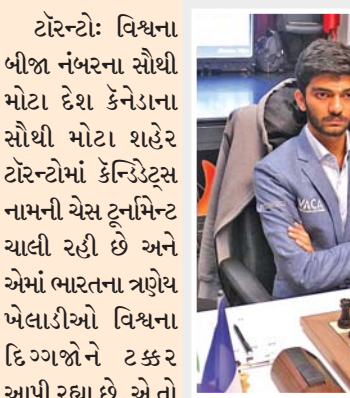 ટૉરન્ટોઃ વિશ્વના
બીજા નંબરના સૌથી
મોટા દેશ કૅનેડાના
સૌથી મોટા શહેર
ટૉરન્ટોમાં કૅન્ડિડેટ્સ
નામની ચેસ ટૂર્નામેન્ટ
ચાલી રહી છે અને
એમાં ભારતના ત્રણેય
ખેલાડીઓ વિશ્વના
દિગ્ગજોને ટક્કર
આપી રહ્યા છે. એ તો